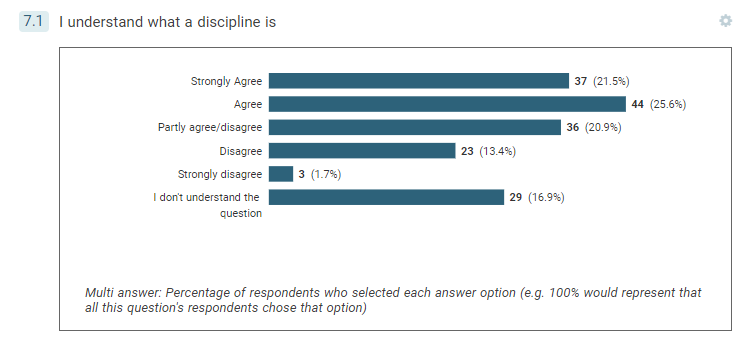 7.1 I understand what a discipline is
Strongly Agree 37 (21.5%)
Agree 44 (25.6%)
Partly agree/disagree 36 (20.9%)
Disagree 23 (13.4%)
Strongly disagree 3 (1.7%)
I don't understand the 29 (16.9%)
question
Multi answer: Percentage of respondents who selected each answer option (e.g. 100% would represent that
all this question's respondents chose that option)